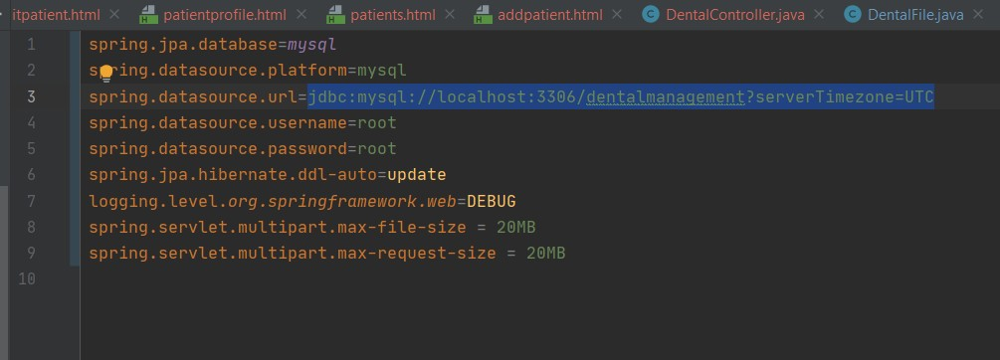 itpatient.html patientprofile.html patients.html addpatient.html DentalController.java DentalFile.java
1 spring.jpa.database=mysql
2 spring.datasource.platform=mysql
3 spring.datasource.url=jdbc:mysql://localhost:3306/dentalmanagement?serverTimezone=UTC
4 spring.datasource.username=root
5 spring.datasource.password=root
6 spring.jpa.hibernate.ddl-auto=update
7 logging.level.org.springframework.web=DEBUG
8 spring.servlet.multipart.max-file-size = 20MB
9 spring.servlet.multipart.max-request-size = 20MB
10